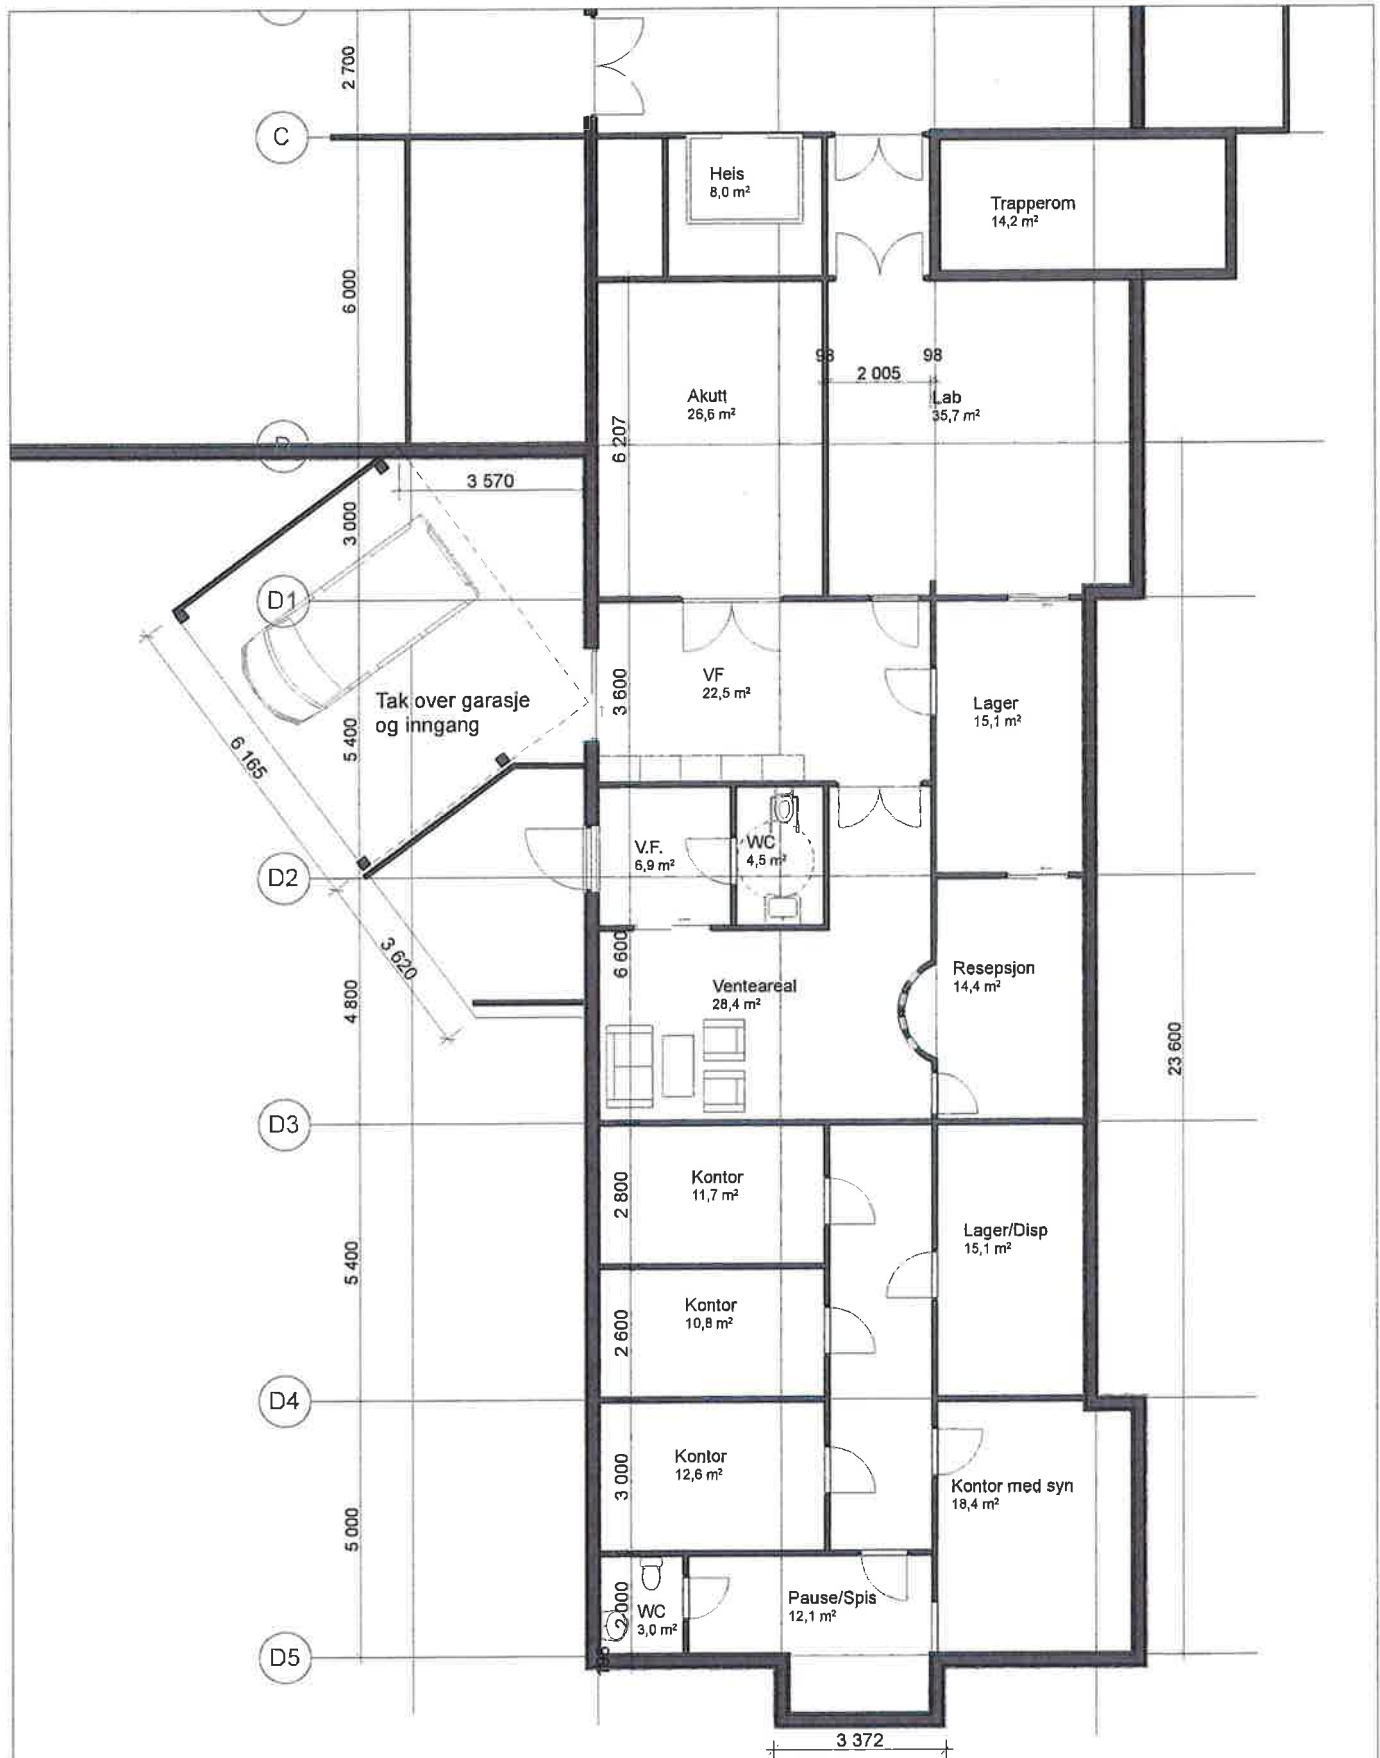 2 700
C
Heis
8,0 m²
Trapperom
14,2 m²
6 000
98
98
2 005
Akutt
26,6 m²
Lab
35,7 m²
6 207
D
3 570
3 000
D1
VF
22,5 m²
3 600
Tak over garasje
og inngang
Lager
15,1 m²
5 400
6 165
V.F.
6,9 m²
WC
4,5 m²
D2
6 600
3 620
Venteareal
28,4 m²
Resepsjon
14,4 m²
4 800
23 600
D3
Kontor
11,7 m²
2 800
Lager/Disp
15,1 m²
5 400
Kontor
10,8 m²
2 600
D4
Kontor
12,6 m²
3 000
Kontor med syn
18,4 m²
5 000
2 000
WC
3,0 m²
Pause/Spis
12,1 m²
D5
3 372